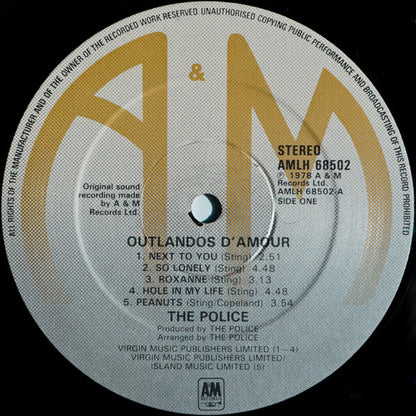 ALL RIGHTS OF THE MANUFACTURER AND OF THE OWNER OF THE RECORDED WORK RESERVED. UNAUTHORISED COPYING PUBLIC PERFORMANCE AND BROADCASTING OF THIS RECORD PROHIBITED
A & M
STEREO
AMLH 68502
℗ 1978 A & M
Records Ltd.
AMLH 68502-A
SIDE ONE
Original sound
recording made
by A & M
Records Ltd.
OUTLANDOS D'AMOUR
1. NEXT TO YOU (Sting) 2.51
2. SO LONELY (Sting) 4.48
3. ROXANNE (Sting) 3.13
4. HOLE IN MY LIFE (Sting) 4.48
5. PEANUTS (Sting/Copeland) 3.54
THE POLICE
Produced by THE POLICE
Arranged by THE POLICE
VIRGIN MUSIC PUBLISHERS LIMITED (1—4)
VIRGIN MUSIC PUBLISHERS LIMITED/
ISLAND MUSIC LIMITED (5)
AM
RECORDS